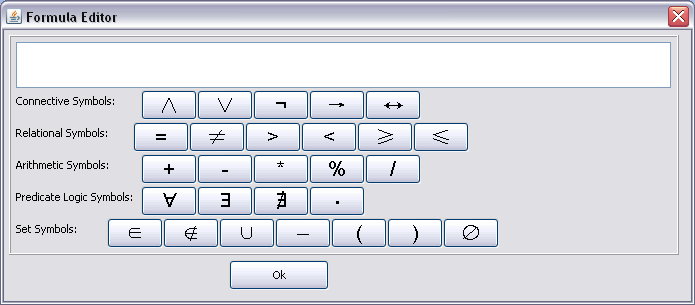 Formula Editor
Connective Symbols: ∧ ∨ ¬ → ↔
Relational Symbols: = ≠ > < ⩾ ⩽
Arithmetic Symbols: + - * % /
Predicate Logic Symbols: ∀ ∃ ∄ .
Set Symbols: ∈ ∉ ∪ − ( ) ∅
Ok